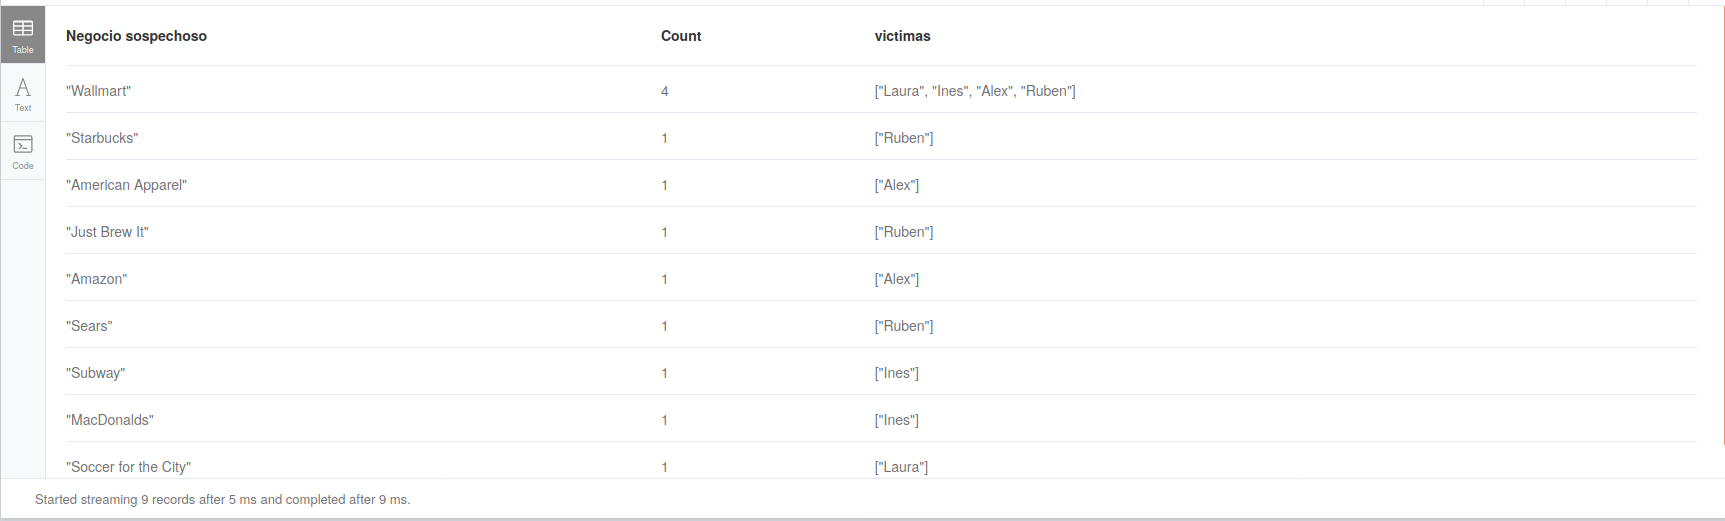 Negocio sospechoso Count victimas
Table
"Wallmart" 4 ["Laura", "Ines", "Alex", "Ruben"]
Text
"Starbucks" 1 ["Ruben"]
Code
"American Apparel" 1 ["Alex"]
"Just Brew It" 1 ["Ruben"]
"Amazon" 1 ["Alex"]
"Sears" 1 ["Ruben"]
"Subway" 1 ["Ines"]
"MacDonalds" 1 ["Ines"]
"Soccer for the City" 1 ["Laura"]
Started streaming 9 records after 5 ms and completed after 9 ms.